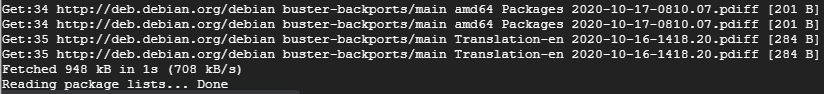 Get:34 http://deb.debian.org/debian buster-backports/main amd64 Packages 2020-10-17-0810.07.pdiff [201 B]
Get:34 http://deb.debian.org/debian buster-backports/main amd64 Packages 2020-10-17-0810.07.pdiff [201 B]
Get:35 http://deb.debian.org/debian buster-backports/main Translation-en 2020-10-16-1418.20.pdiff [284 B]
Get:35 http://deb.debian.org/debian buster-backports/main Translation-en 2020-10-16-1418.20.pdiff [284 B]
Fetched 948 kB in 1s (708 kB/s)
Reading package lists... Done